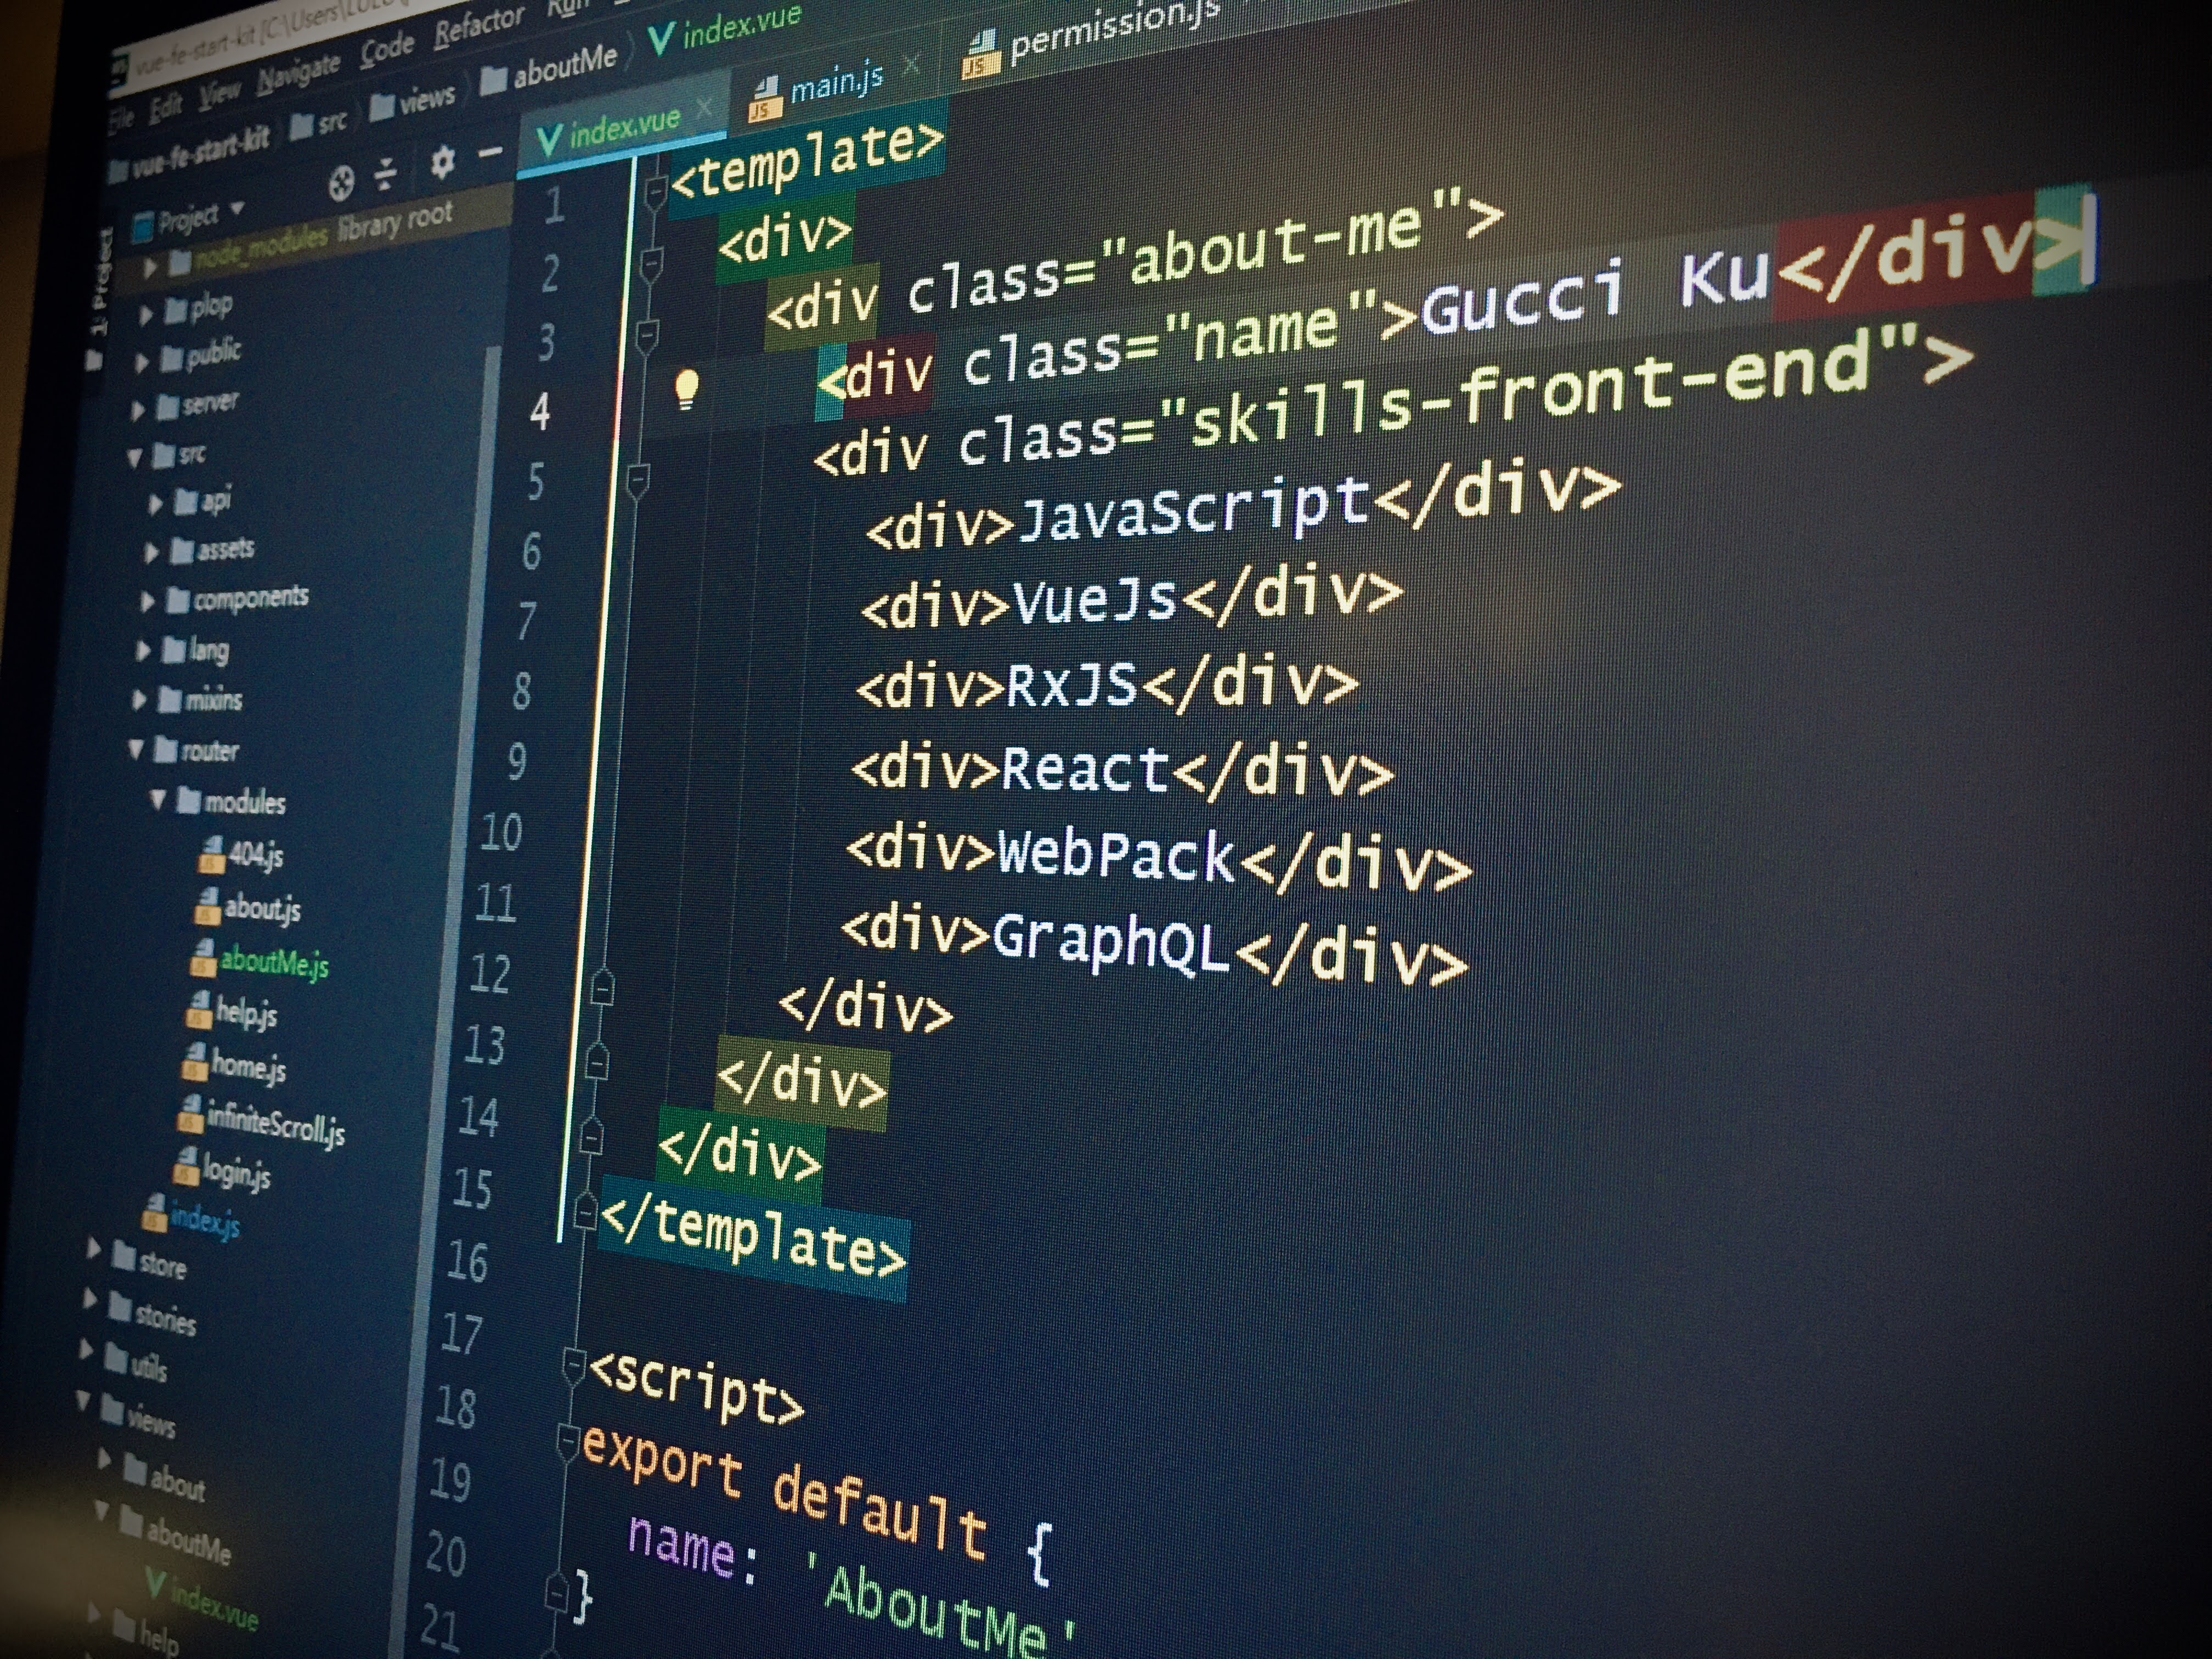 vue-fe-start-kit [C:\Users\
File Edit View Navigate Code Refactor Run
vue-fe-start-kit src views aboutMe index.vue
Project
1: Project
node_modules library root
plop
public
server
src
api
assets
components
lang
mixins
router
modules
404.js
about.js
aboutMe.js
help.js
home.js
infiniteScroll.js
login.js
index.js
store
stories
utils
views
about
aboutMe
index.vue
help
index.vue main.js permission.js
1 <template>
2 <div>
3 <div class="about-me">
4 <div class="name">Gucci Ku</div>
5 <div class="skills-front-end">
6 <div>JavaScript</div>
7 <div>VueJs</div>
8 <div>RxJS</div>
9 <div>React</div>
10 <div>WebPack</div>
11 <div>GraphQL</div>
12 </div>
13 </div>
14 </div>
15 </template>
16
17 <script>
18 export default {
19 name: 'AboutMe'
20 }
21